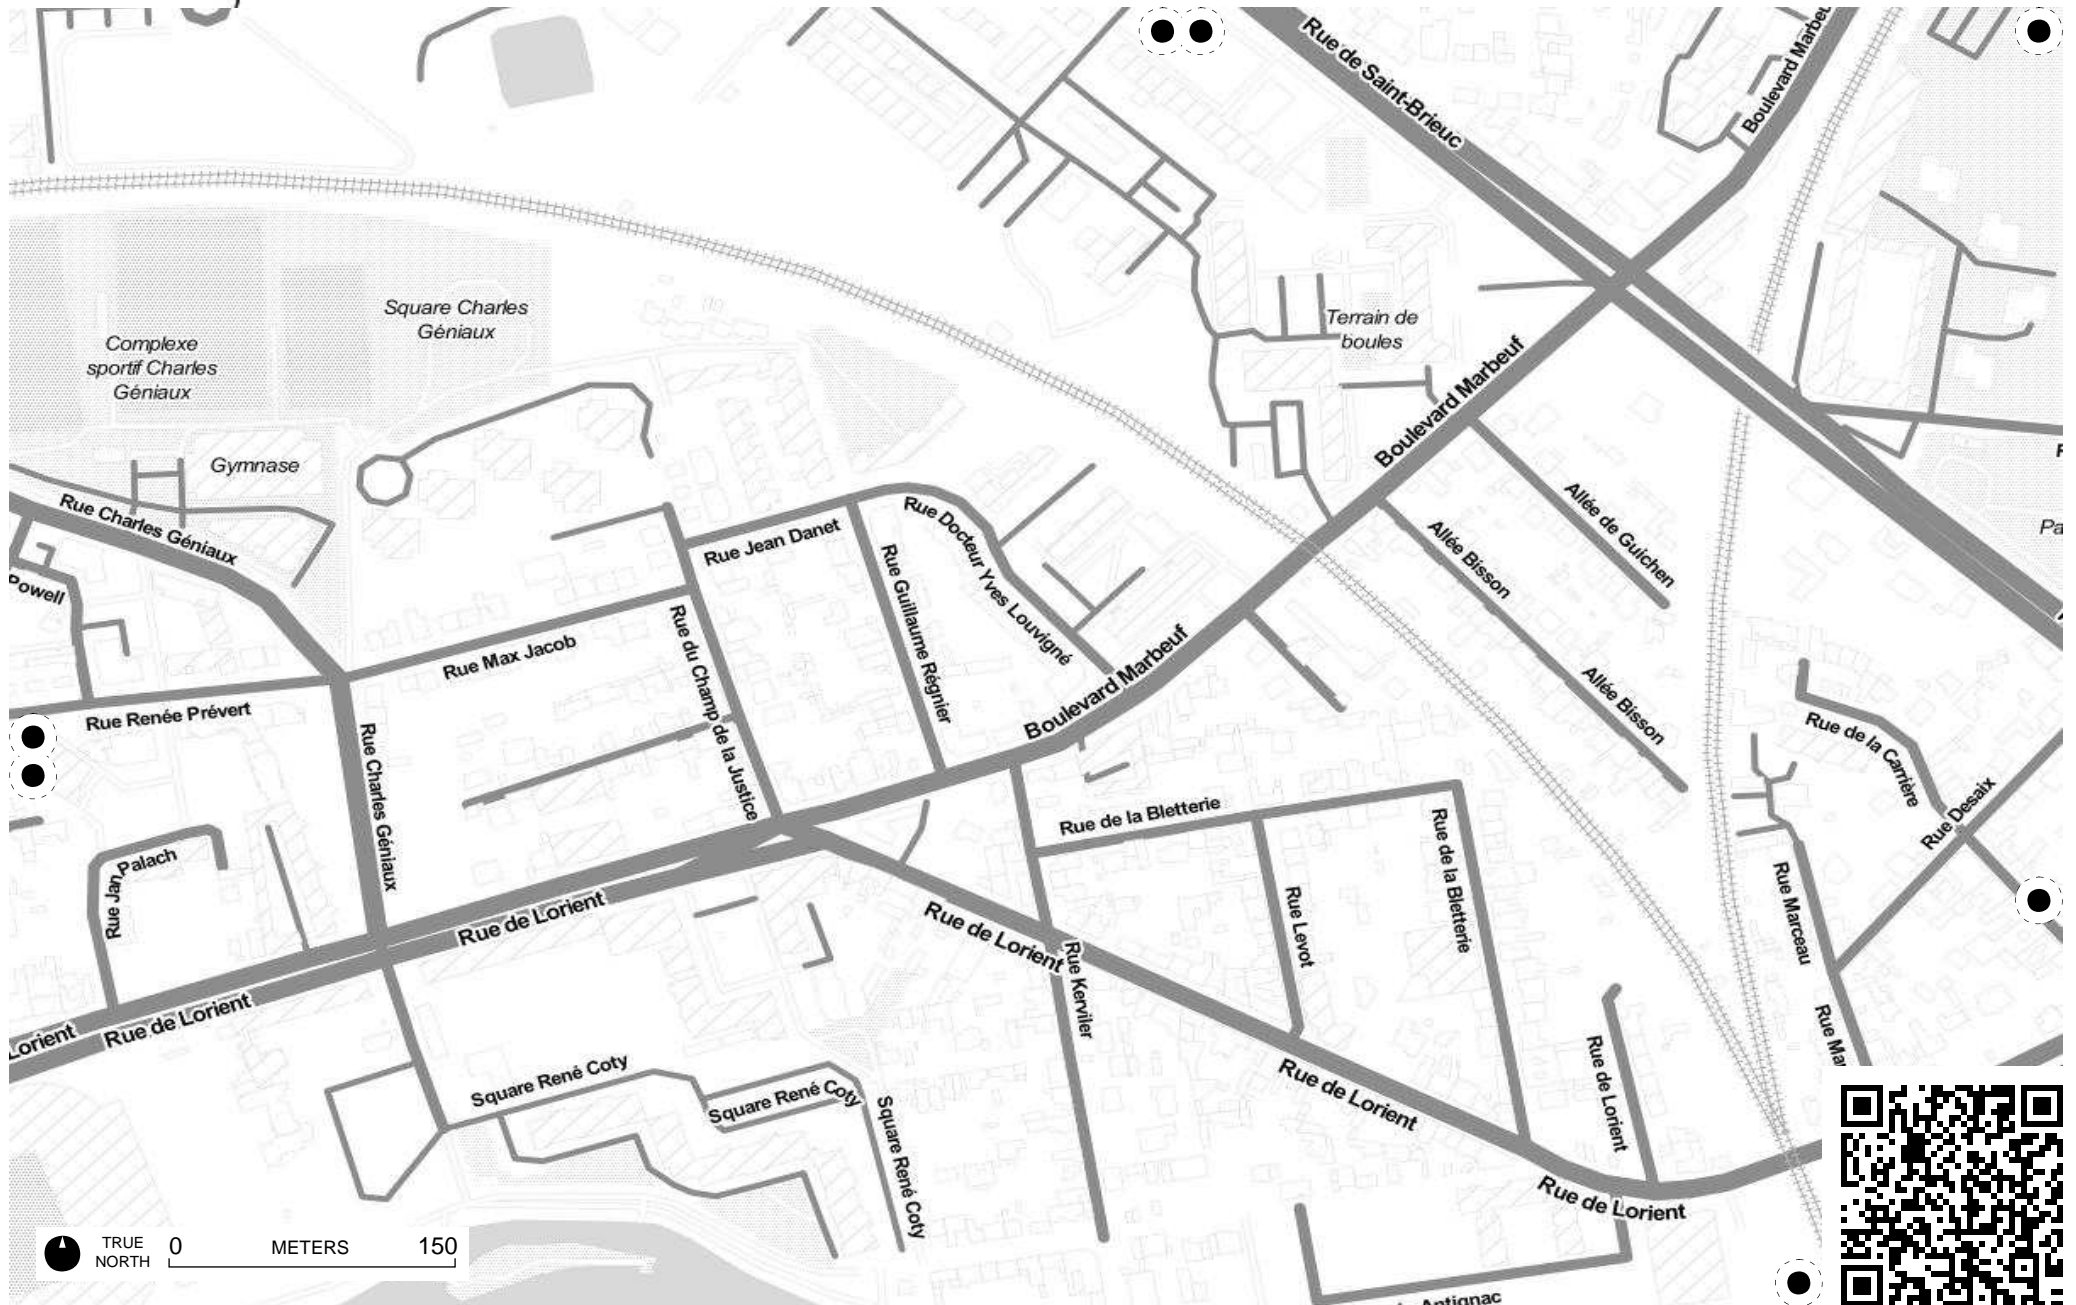 Rue de Saint-Brieuc
Boulevard Marbeuf
Square Charles
Géniaux
Complexe
sportif Charles
Géniaux
Terrain de
boules
Boulevard Marbeuf
Gymnase
Rue Charles Géniaux
Powell
Rue Jean Danet
Rue Docteur Yves Louvigné
Rue Guillaume Régnier
Allée de Guichen
Allée Bisson
Pa
Rue Max Jacob
Rue du Champ de la Justice
Boulevard Marbeuf
Allée Bisson
Rue Renée Prévert
Rue Charles Géniaux
Rue de la Carrière
Rue Desaix
Rue de la Bletterie
Rue de la Bletterie
Rue Jan Palach
Rue Levot
Rue Marceau
Rue de Lorient
Rue de Lorient
Rue Kerviler
Lorient
Rue de Lorient
Rue Ma
Rue de Lorient
Rue de Lorient
Square René Coty
Square René Coty
Square René Coty
Rue de Lorient
TRUE
NORTH
0 METERS 150
Antignac